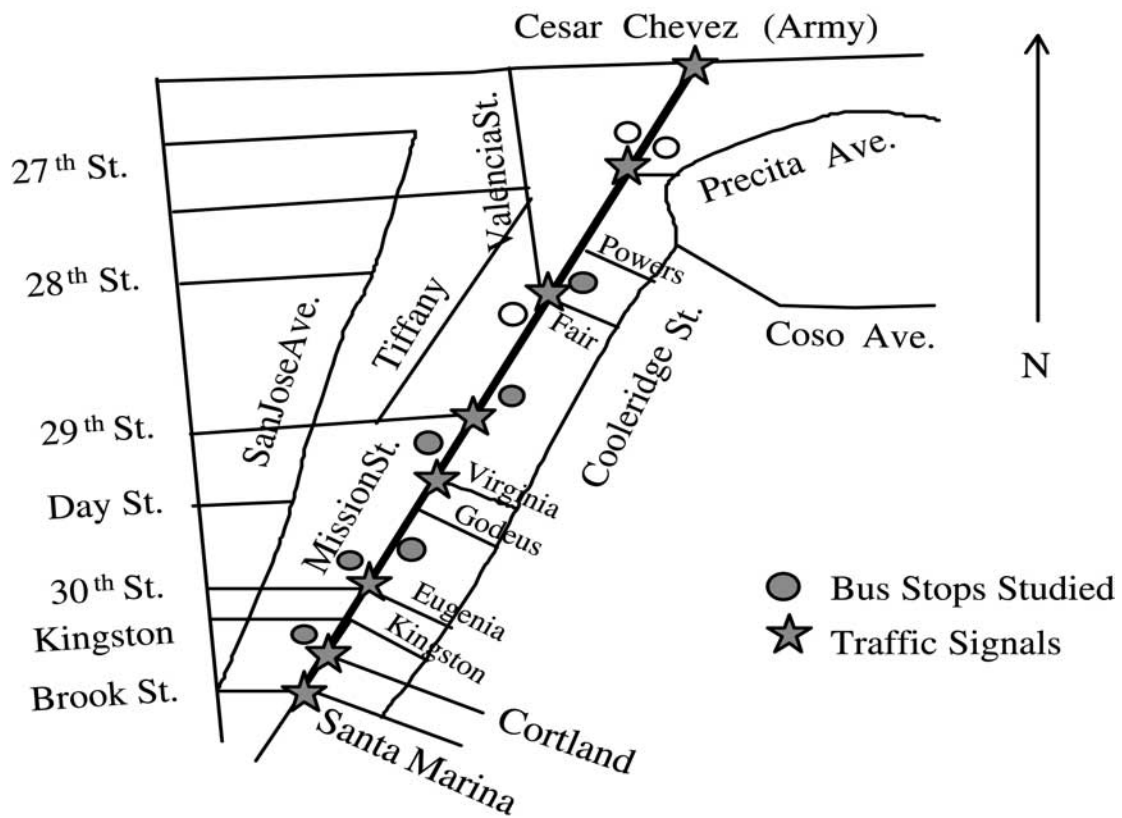 Cesar Chevez (Army)
27th St.
ValenciaSt.
Precita Ave.
28th St.
Powers
SanJoseAve.
Tiffany
Fair
Cooleridge St.
Coso Ave.
N
29th St.
MissionSt.
Virginia
Day St.
Godeus
30th St.
Eugenia
Bus Stops Studied
Kingston
Kingston
Traffic Signals
Brook St.
Cortland
Santa Marina